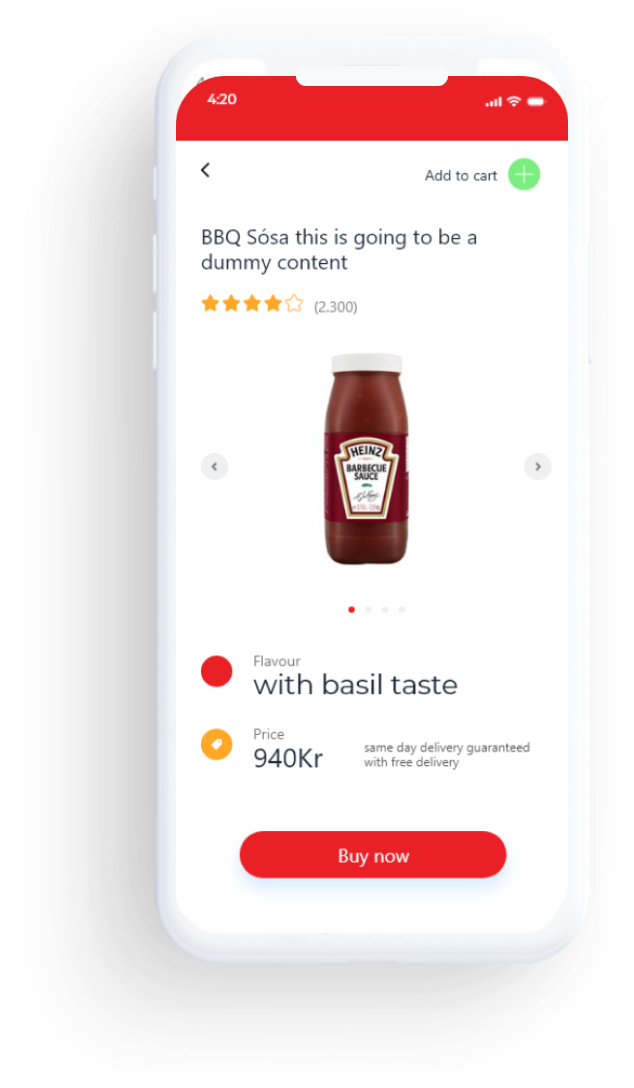 4:20
Add to cart
BBQ Sósa this is going to be a
dummy content
(2.300)
HEINZ
BARBECUE
SAUCE
Flavour
with basil taste
Price
940Kr
same day delivery guaranteed
with free delivery
Buy now